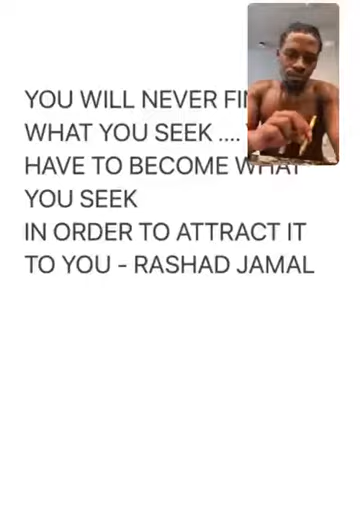 YOU WILL NEVER
WHAT YOU SEEK ....
HAVE TO BECOME WHAT
YOU SEEK
IN ORDER TO ATTRACT IT
TO YOU - RASHAD JAMAL